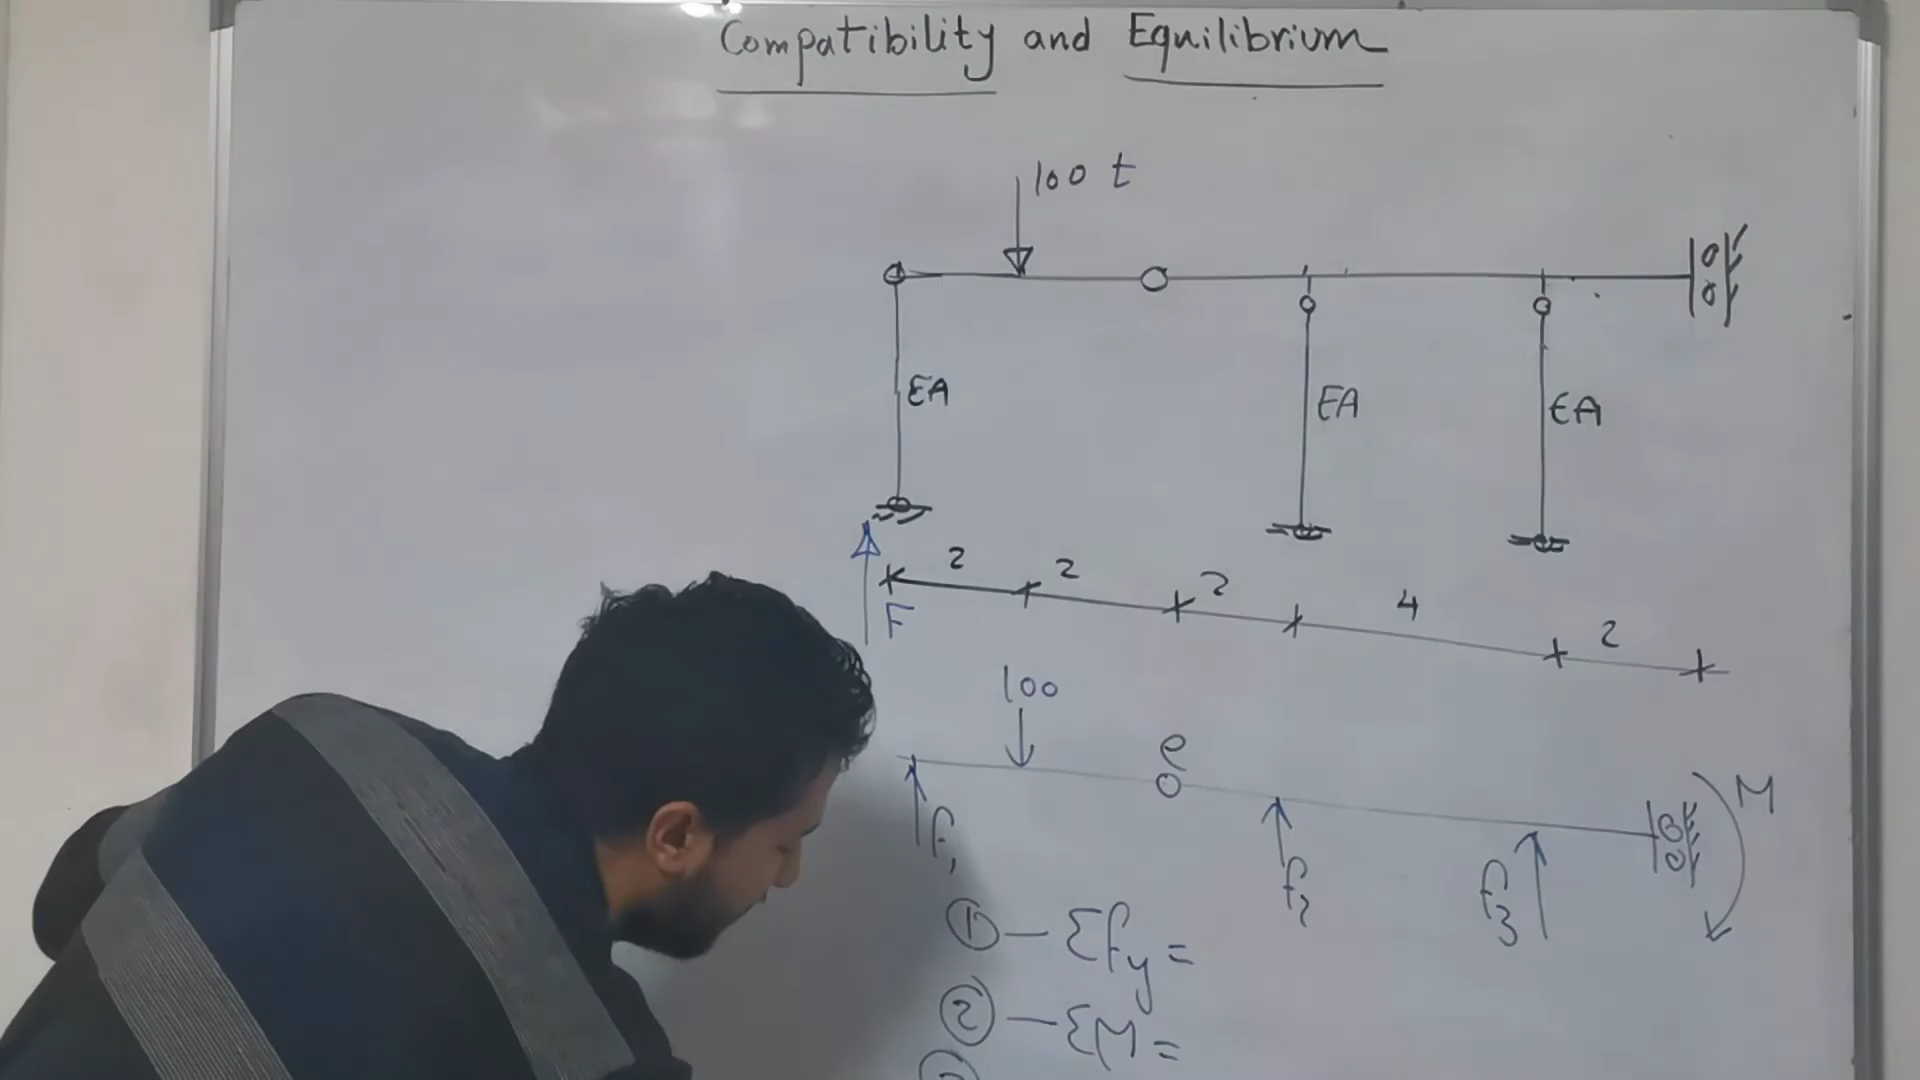 Compatibility and Equilibrium
100 t
EA
EA
EA
2 2 2 4 2
F
100
e
M
f1
f2
f3
① — Σfy =
② — ΣM =